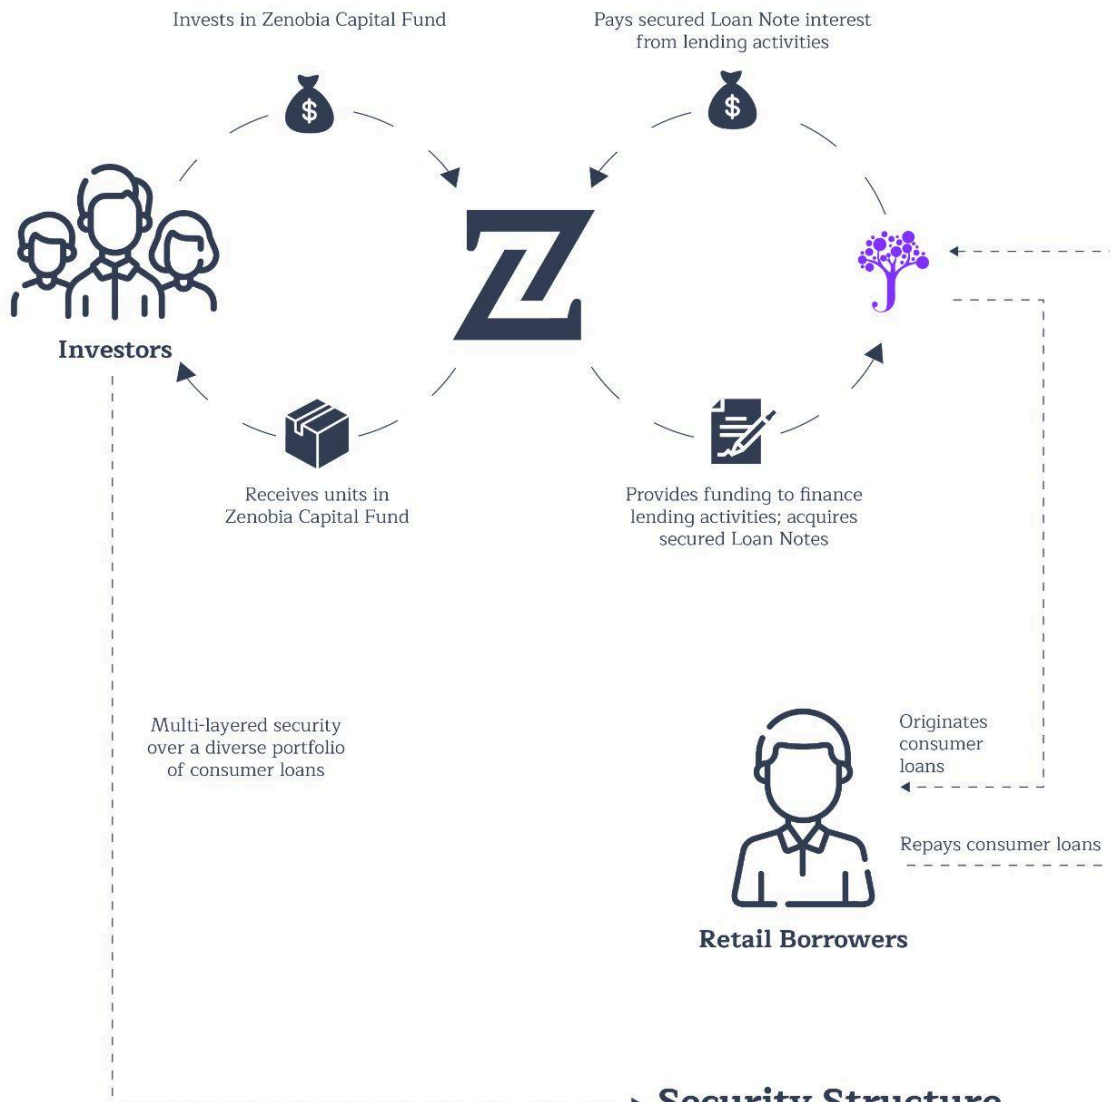 Invests in Zenobia Capital Fund
Pays secured Loan Note interest
from lending activities
Investors
Receives units in
Zenobia Capital Fund
Provides funding to finance
lending activities; acquires
secured Loan Notes
Multi-layered security
over a diverse portfolio
of consumer loans
Originates
consumer
loans
Repays consumer loans
Retail Borrowers
Security Structure